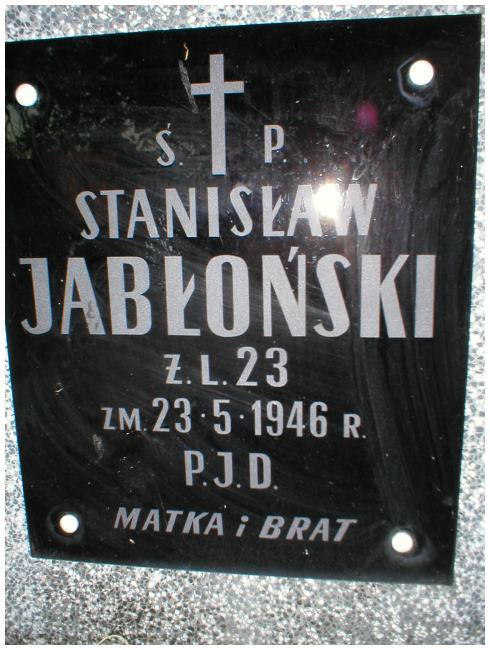 Ś. P.
STANISŁAW
JABŁOŃSKI
Ż. L. 23
ZM. 23·5·1946 R.
P.J.D.
MATKA i BRAT